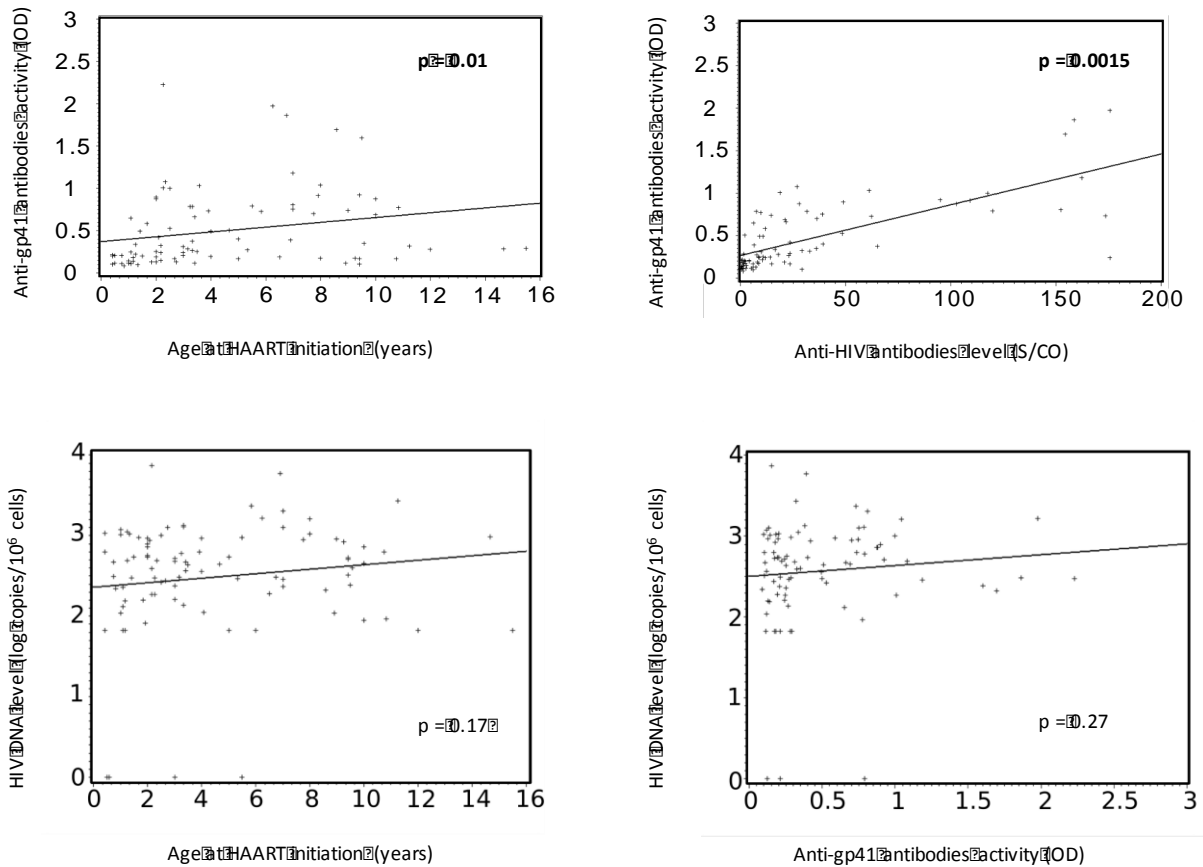 Anti-gp41 antibodies activity (OD)
3
2.5
2
1.5
1
0.5
0
p = 0.01
0 2 4 6 8 10 12 14 16
Age at HAART initiation (years)
Anti-gp41 antibodies activity (OD)
3
2.5
2
1.5
1
0.5
0
p = 0.0015
0 50 100 150 200
Anti-HIV antibodies level (S/CO)
HIV DNA level (log copies/10⁶ cells)
4
3
2
1
0
p = 0.17
0 2 4 6 8 10 12 14 16
Age at HAART initiation (years)
HIV DNA level (log copies/10⁶ cells)
4
3
2
1
0
p = 0.27
0 0.5 1 1.5 2 2.5 3
Anti-gp41 antibodies activity (OD)